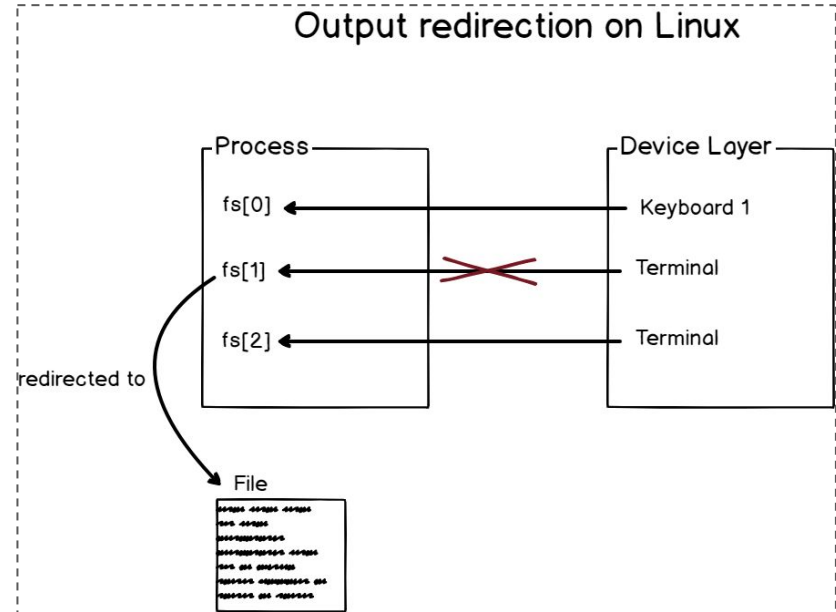 Output redirection on Linux
Process
Device Layer
fs[0]
Keyboard 1
fs[1]
Terminal
fs[2]
Terminal
redirected to
File